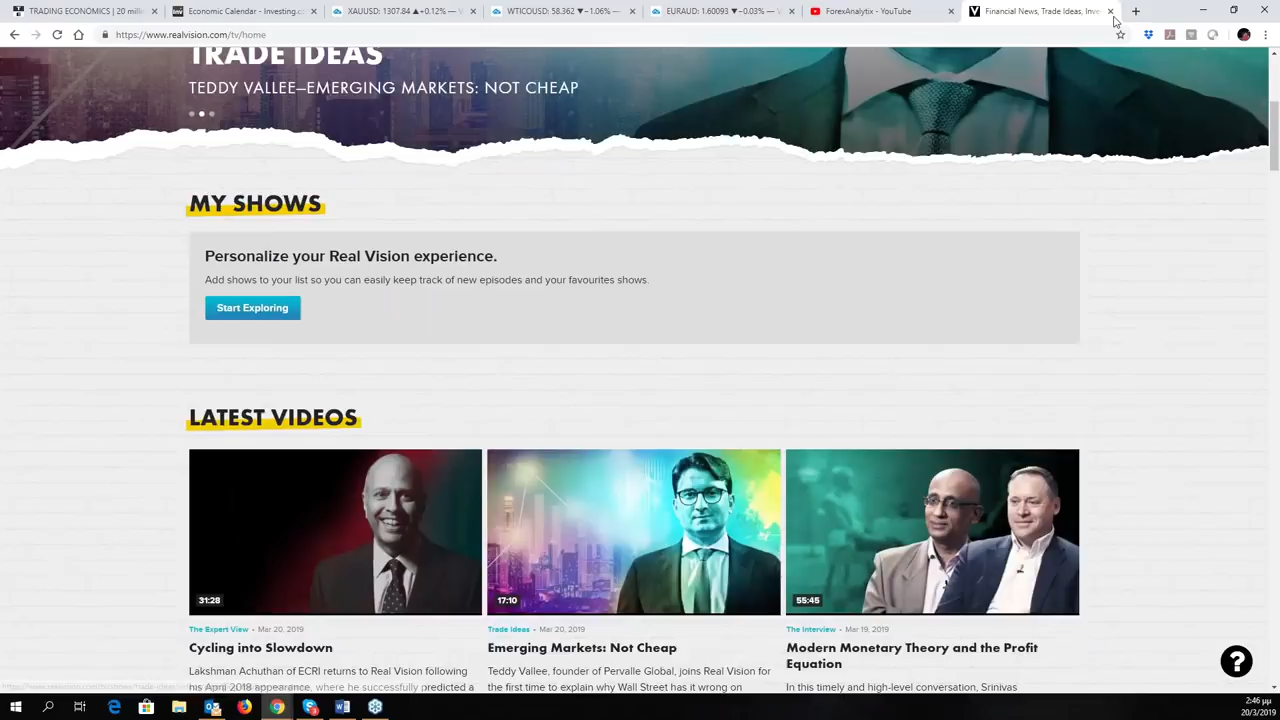 TRADING ECONOMICS | 20 milli
Economic Calendar - Investing.c
XAUUSD: 1307.84 ▲+0.12% — V
WTICOUSD: 58.362 ▼−1.06% —
EURAUD: 1.60093 ▼−0.03% — V
ForexAnalytix - YouTube
Financial News, Trade Ideas, Inve
https://www.realvision.com/tv/home
TRADE IDEAS
TEDDY VALLEE—EMERGING MARKETS: NOT CHEAP
MY SHOWS
Personalize your Real Vision experience.
Add shows to your list so you can easily keep track of new episodes and your favourites shows.
Start Exploring
LATEST VIDEOS
31:28
17:10
55:45
The Expert View • Mar 20, 2019
Trade Ideas • Mar 20, 2019
The Interview • Mar 19, 2019
Cycling into Slowdown
Emerging Markets: Not Cheap
Modern Monetary Theory and the Profit
Equation
Lakshman Achuthan of ECRI returns to Real Vision following
his April 2018 appearance, where he successfully predicted a
Teddy Vallee, founder of Pervalle Global, joins Real Vision for
the first time to explain why Wall Street has it wrong on
In this timely and high-level conversation, Srinivas
?
2:46 μμ
20/3/2019